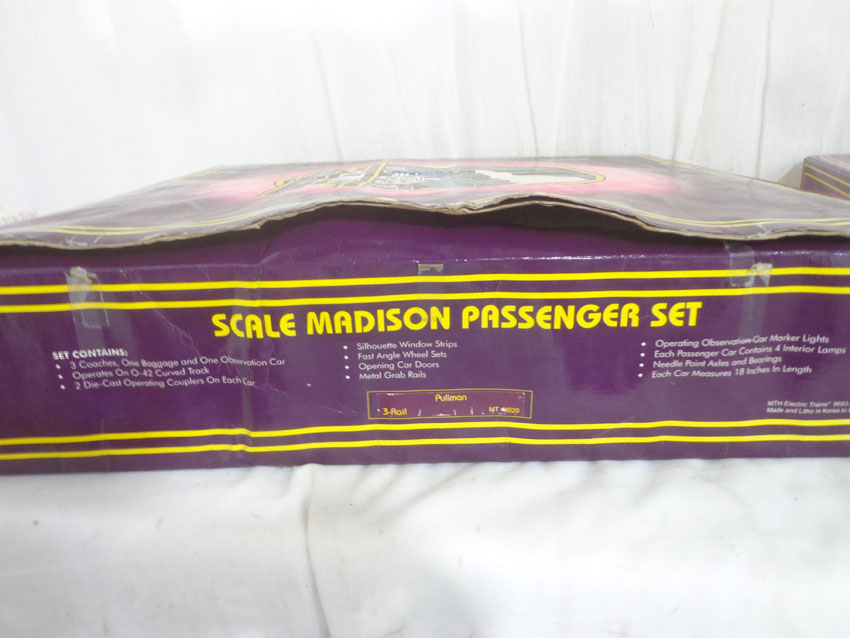 SCALE MADISON PASSENGER SET
SET CONTAINS:
• 3 Coaches, One Baggage and One Observation Car
• Operates On O-42 Curved Track
• 2 Die-Cast Operating Couplers On Each Car
• Silhouette Window Strips
• Fast Angle Wheel Sets
• Opening Car Doors
• Metal Grab Rails
• Operating Observation Car Marker Lights
• Each Passenger Car Contains 4 Interior Lamps
• Needle Point Axles and Bearings
• Each Car Measures 18 Inches In Length
Pullman
3-Rail MT-
MTH Electric Trains®
Made and Litho in Korea